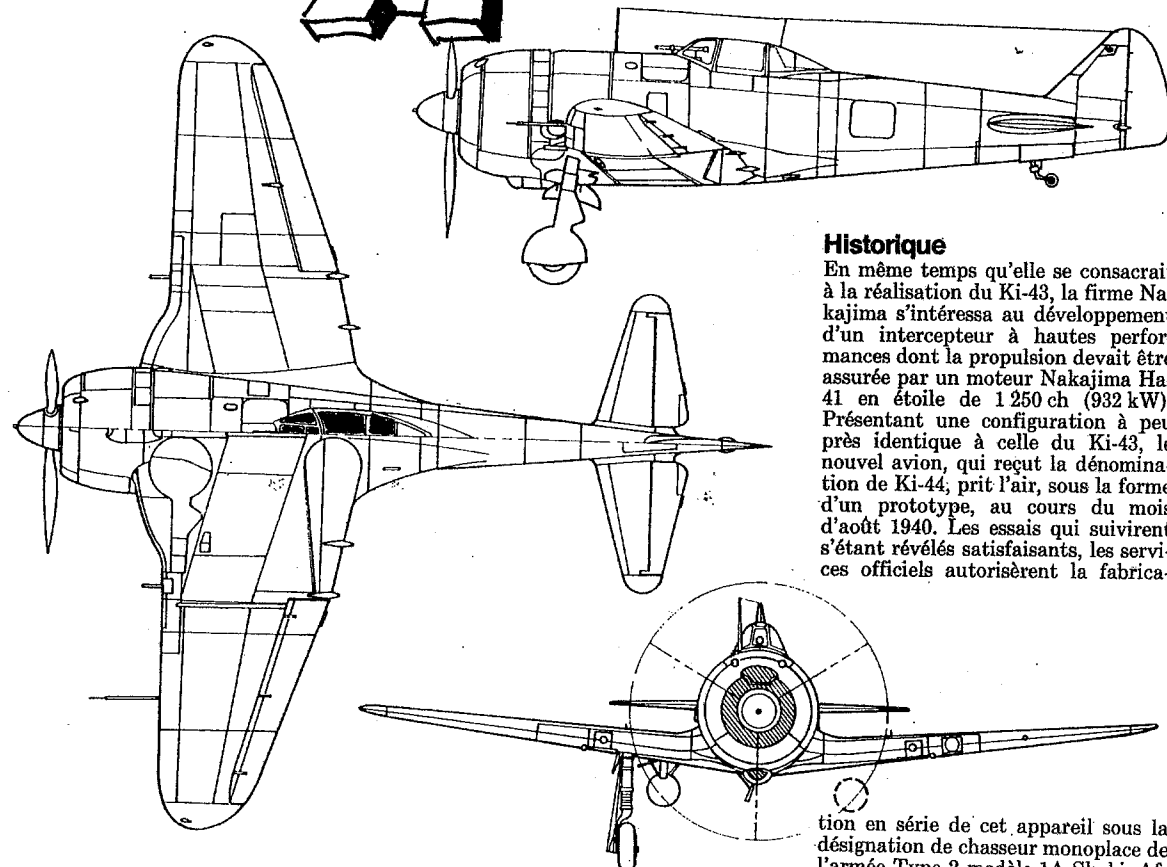 Historique
En même temps qu'elle se consacrai
à la réalisation du Ki-43, la firme Na
kajima s'intéressa au développemen
d'un intercepteur à hautes perfor
mances dont la propulsion devait être
assurée par un moteur Nakajima Ha
41 en étoile de 1 250 ch (932 kW)
Présentant une configuration à peu
près identique à celle du Ki-43, le
nouvel avion, qui reçut la dénomina
tion de Ki-44, prit l'air, sous la forme
d'un prototype, au cours du mois
d'août 1940. Les essais qui suivirent
s'étant révélés satisfaisants, les servi-
ces officiels autorisèrent la fabrica-
tion en série de cet appareil sous la
désignation de chasseur monoplace de